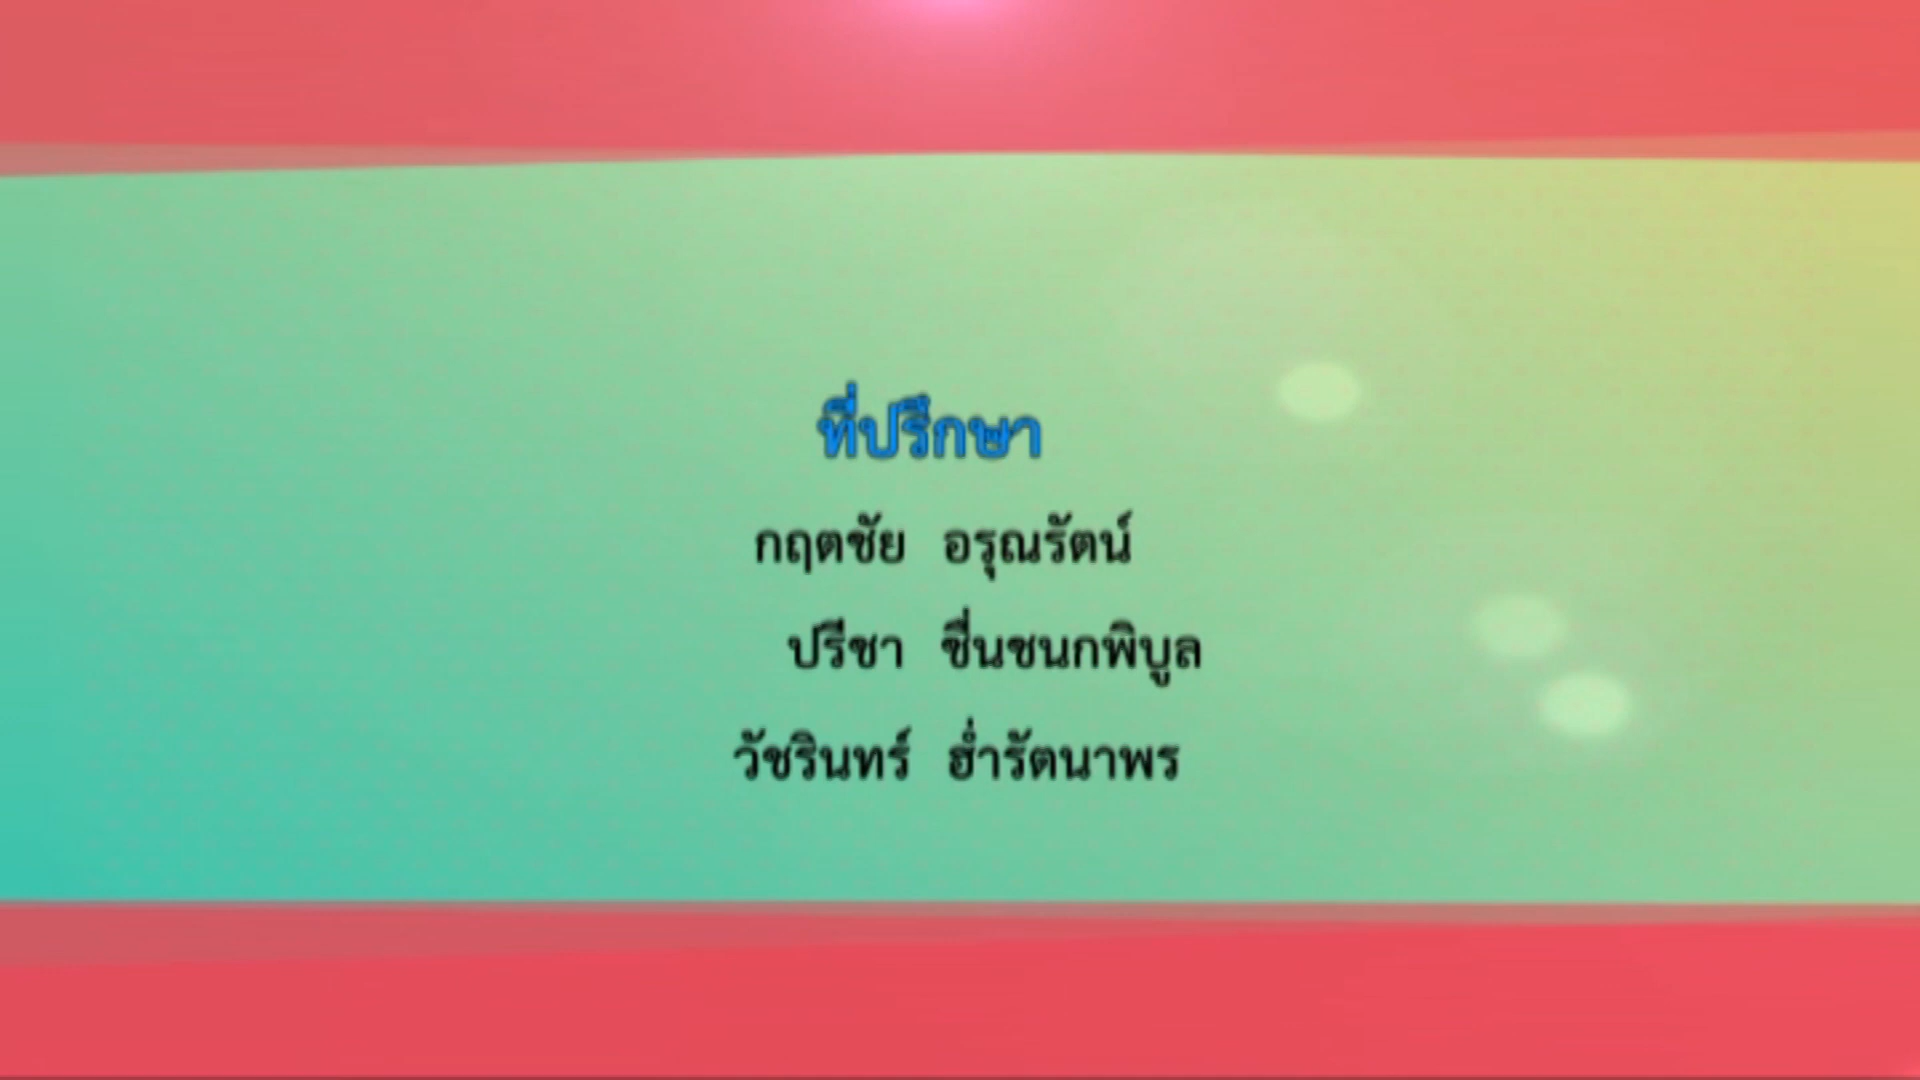 ที่ปรึกษา
กฤตชัย อรุณรัตน์
ปรีชา ชื่นชนกพิบูล
วัชรินทร์ ฮ่ำรัตนาพร